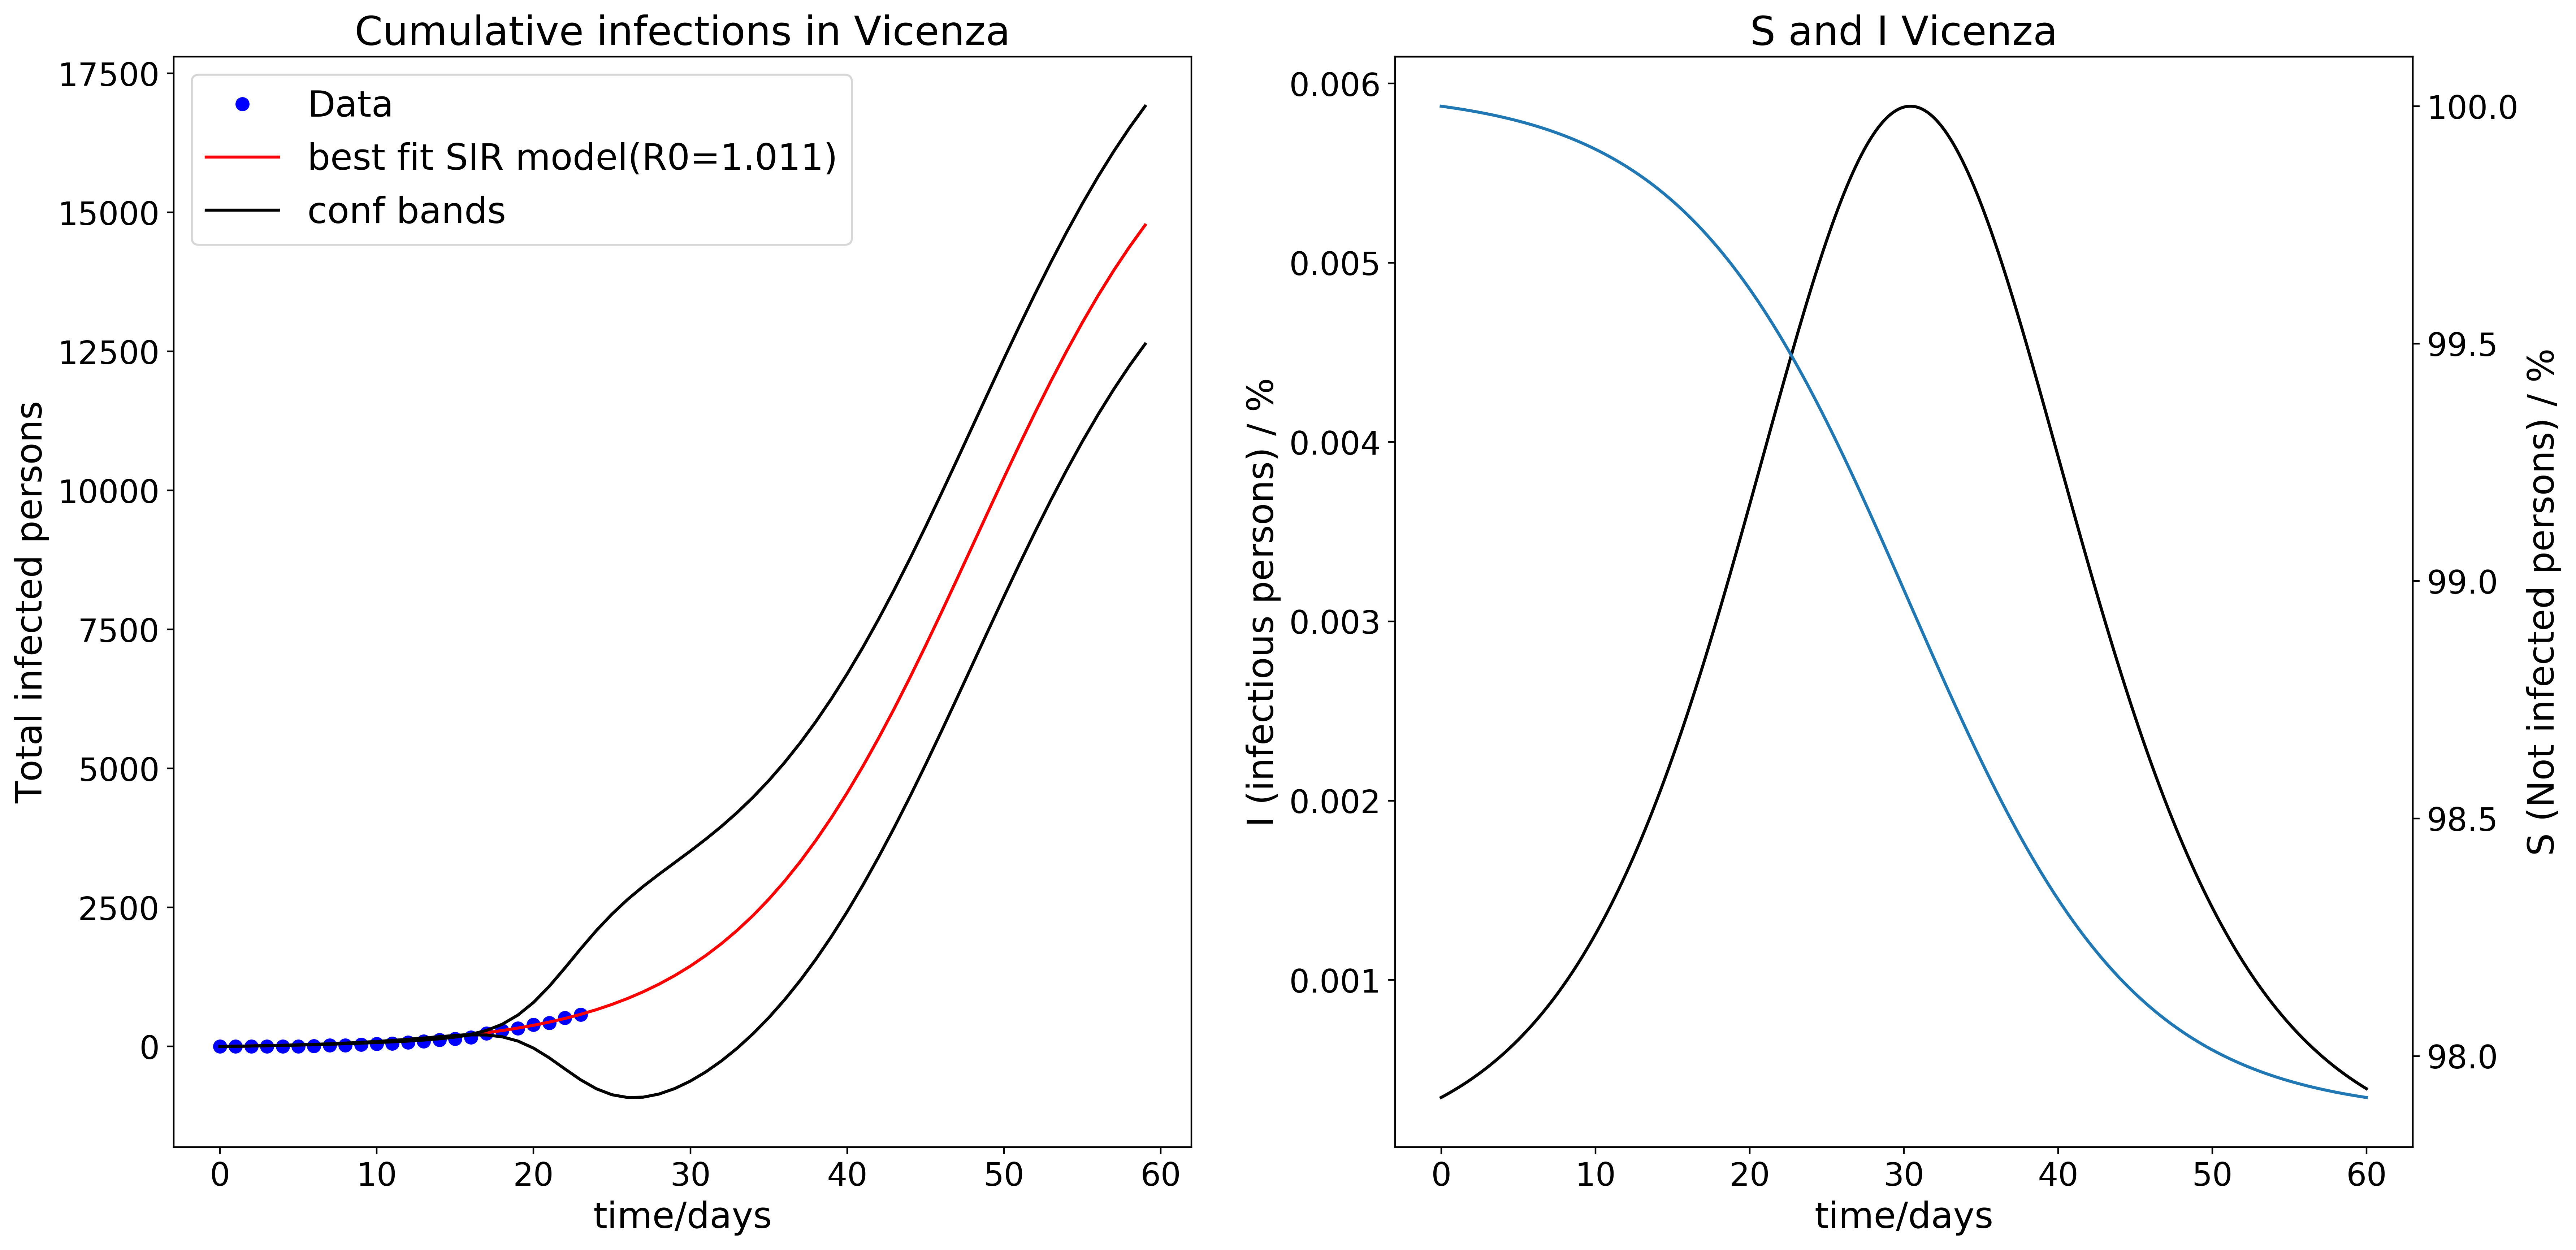 Cumulative infections in Vicenza
Data
best fit SIR model(R0=1.011)
conf bands
17500
15000
12500
10000
7500
5000
2500
0
Total infected persons
0 10 20 30 40 50 60
time/days
S and I Vicenza
0.006
0.005
0.004
0.003
0.002
0.001
I (infectious persons) / %
100.0
99.5
99.0
98.5
98.0
S (Not infected persons) / %
0 10 20 30 40 50 60
time/days